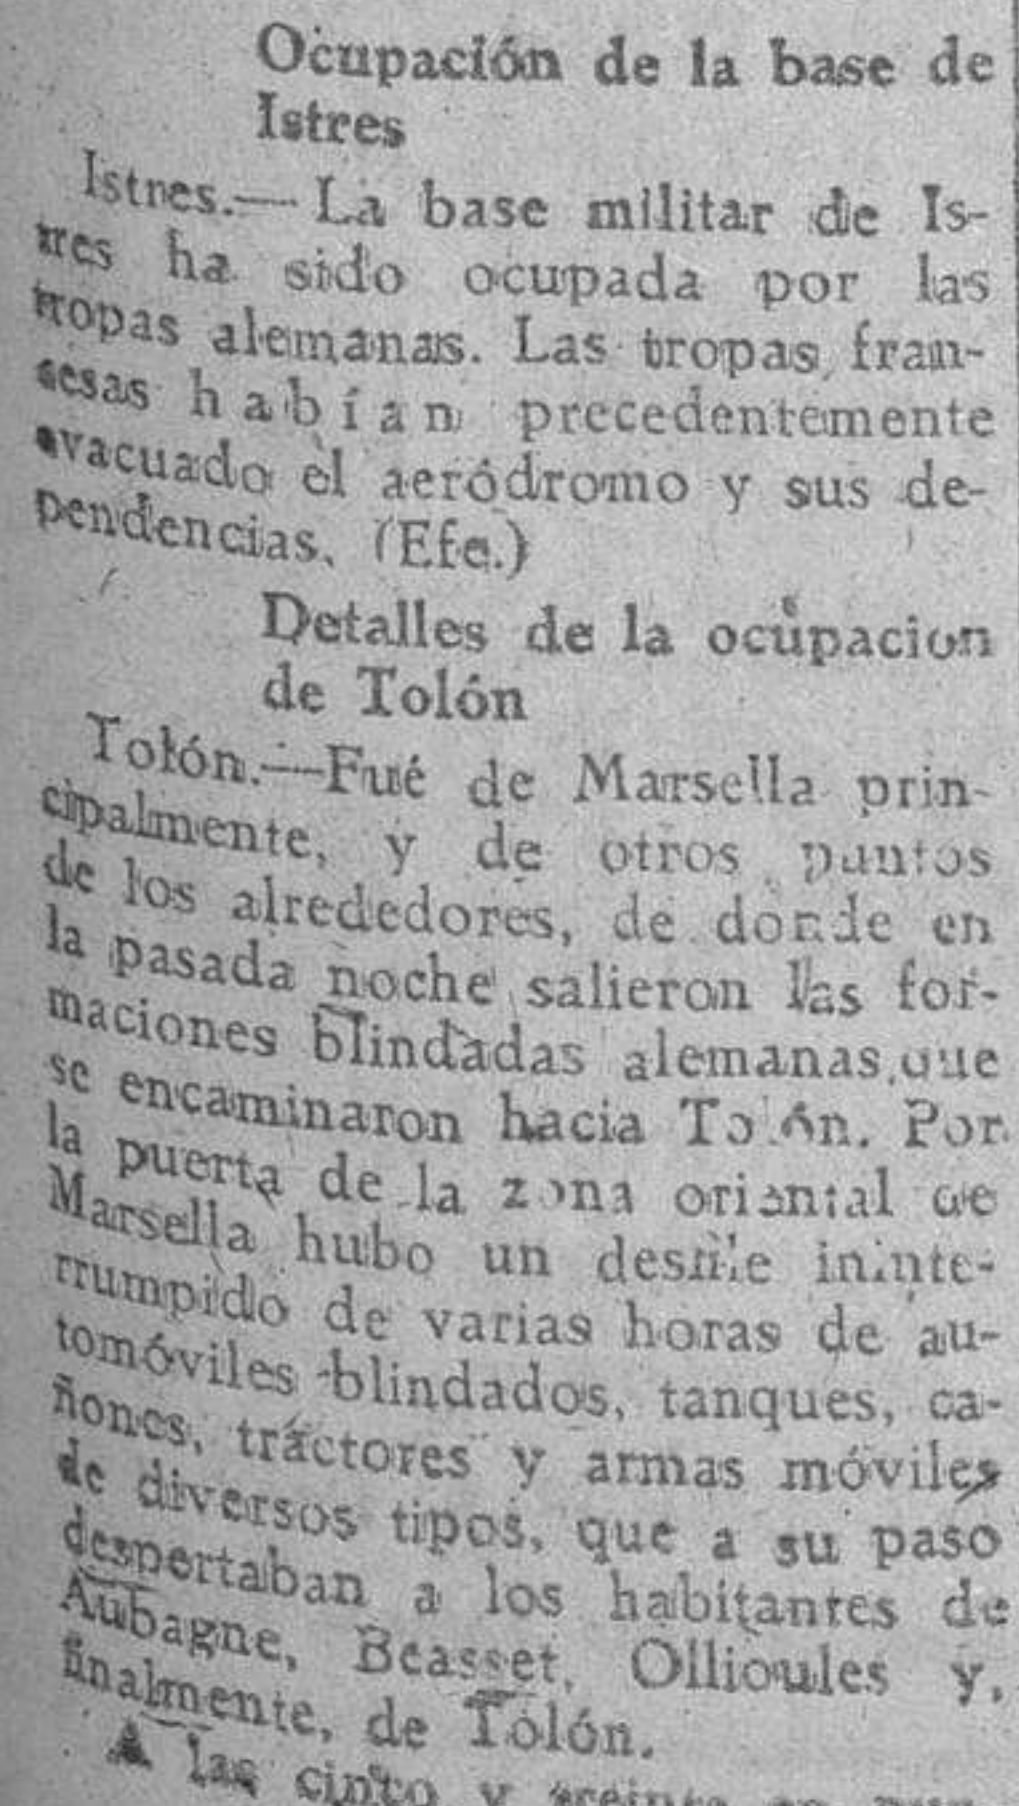 Ocupación de la base de
Istres
Istres.— La base militar de Is-
tres ha sido ocupada por las
tropas alemanas. Las tropas fran-
cesas habían precedentemente
evacuado el aeródromo y sus de-
pendencias. (Efe.)
Detalles de la ocupacion
de Tolón
Tolón.—Fué de Marsella prin-
cipalmente, y de otros puntos
de los alrededores, de donde en
la pasada noche salieron las for-
maciones blindadas alemanas que
se encaminaron hacia Tolón. Por
la puerta de la zona oriental de
Marsella hubo un desfile ininte-
rrumpido de varias horas de au-
tomóviles blindados, tanques, ca-
ñones, tractores y armas móviles
de diversos tipos, que a su paso
despertaban a los habitantes de
Aubagne, Beasset, Ollioules y,
finalmente, de Tolón.
A las cinco y treinta